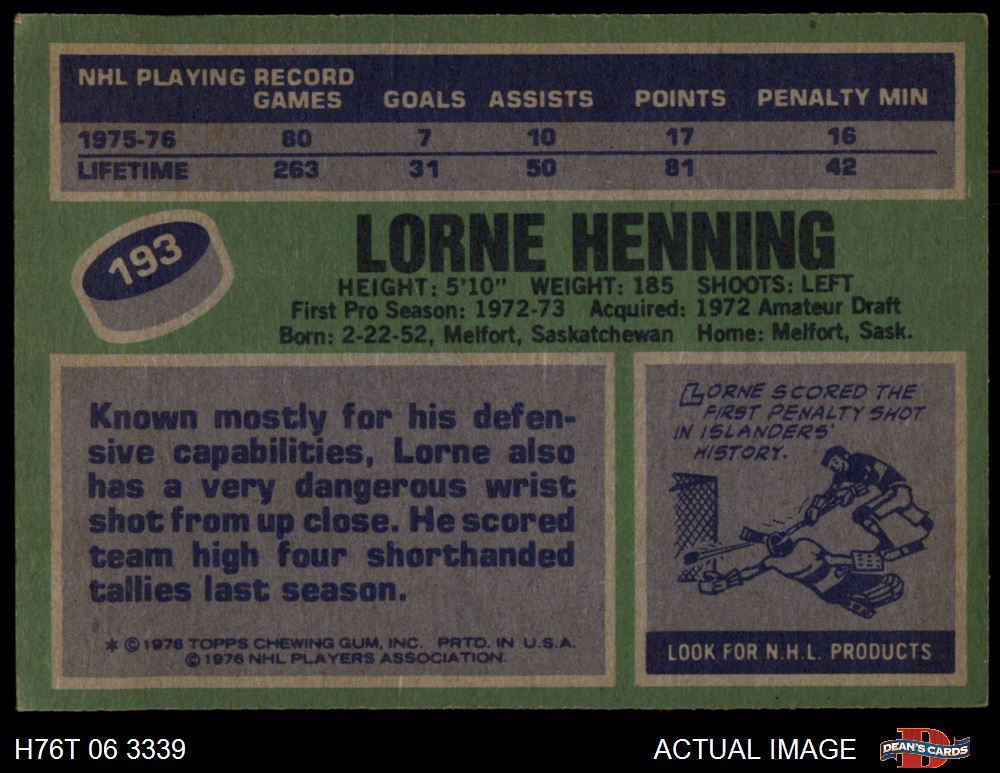 NHL PLAYING RECORD
GAMES GOALS ASSISTS POINTS PENALTY MIN
1975-76 80 7 10 17 16
LIFETIME 263 31 50 81 42
193
LORNE HENNING
HEIGHT: 5'10" WEIGHT: 185 SHOOTS: LEFT
First Pro Season: 1972-73 Acquired: 1972 Amateur Draft
Born: 2-22-52, Melfort, Saskatchewan Home: Melfort, Sask.
Known mostly for his defen-
sive capabilities, Lorne also
has a very dangerous wrist
shot from up close. He scored
team high four shorthanded
tallies last season.
* © 1976 TOPPS CHEWING GUM, INC. PRTD. IN U.S.A.
© 1976 NHL PLAYERS ASSOCIATION.
LORNE SCORED THE
FIRST PENALTY SHOT
IN ISLANDERS'
HISTORY.
LOOK FOR N.H.L. PRODUCTS
H76T 06 3339 ACTUAL IMAGE DEAN'S CARDS